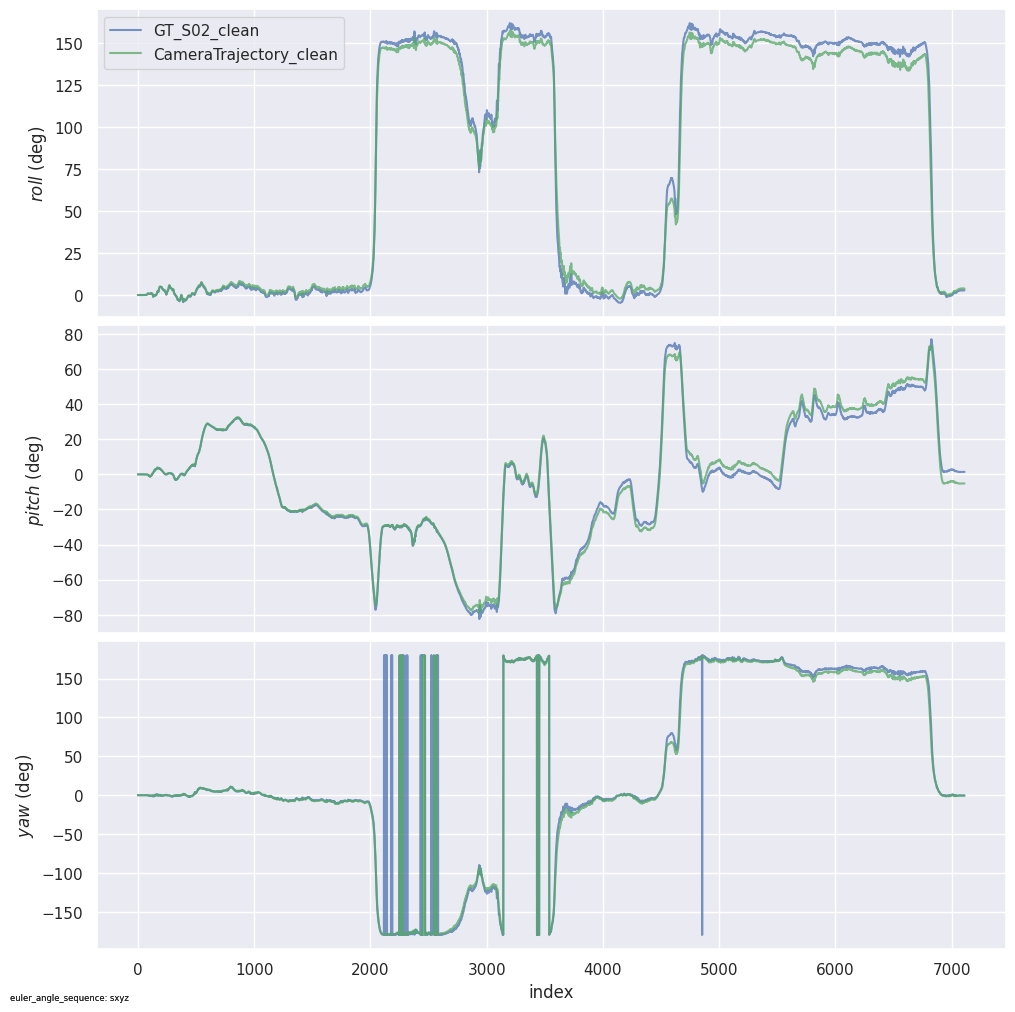 GT_S02_clean
CameraTrajectory_clean
150
125
100
75
50
25
0
roll (deg)
80
60
40
20
0
−20
−40
−60
−80
pitch (deg)
150
100
50
0
−50
−100
−150
yaw (deg)
0 1000 2000 3000 4000 5000 6000 7000
index
euler_angle_sequence: sxyz